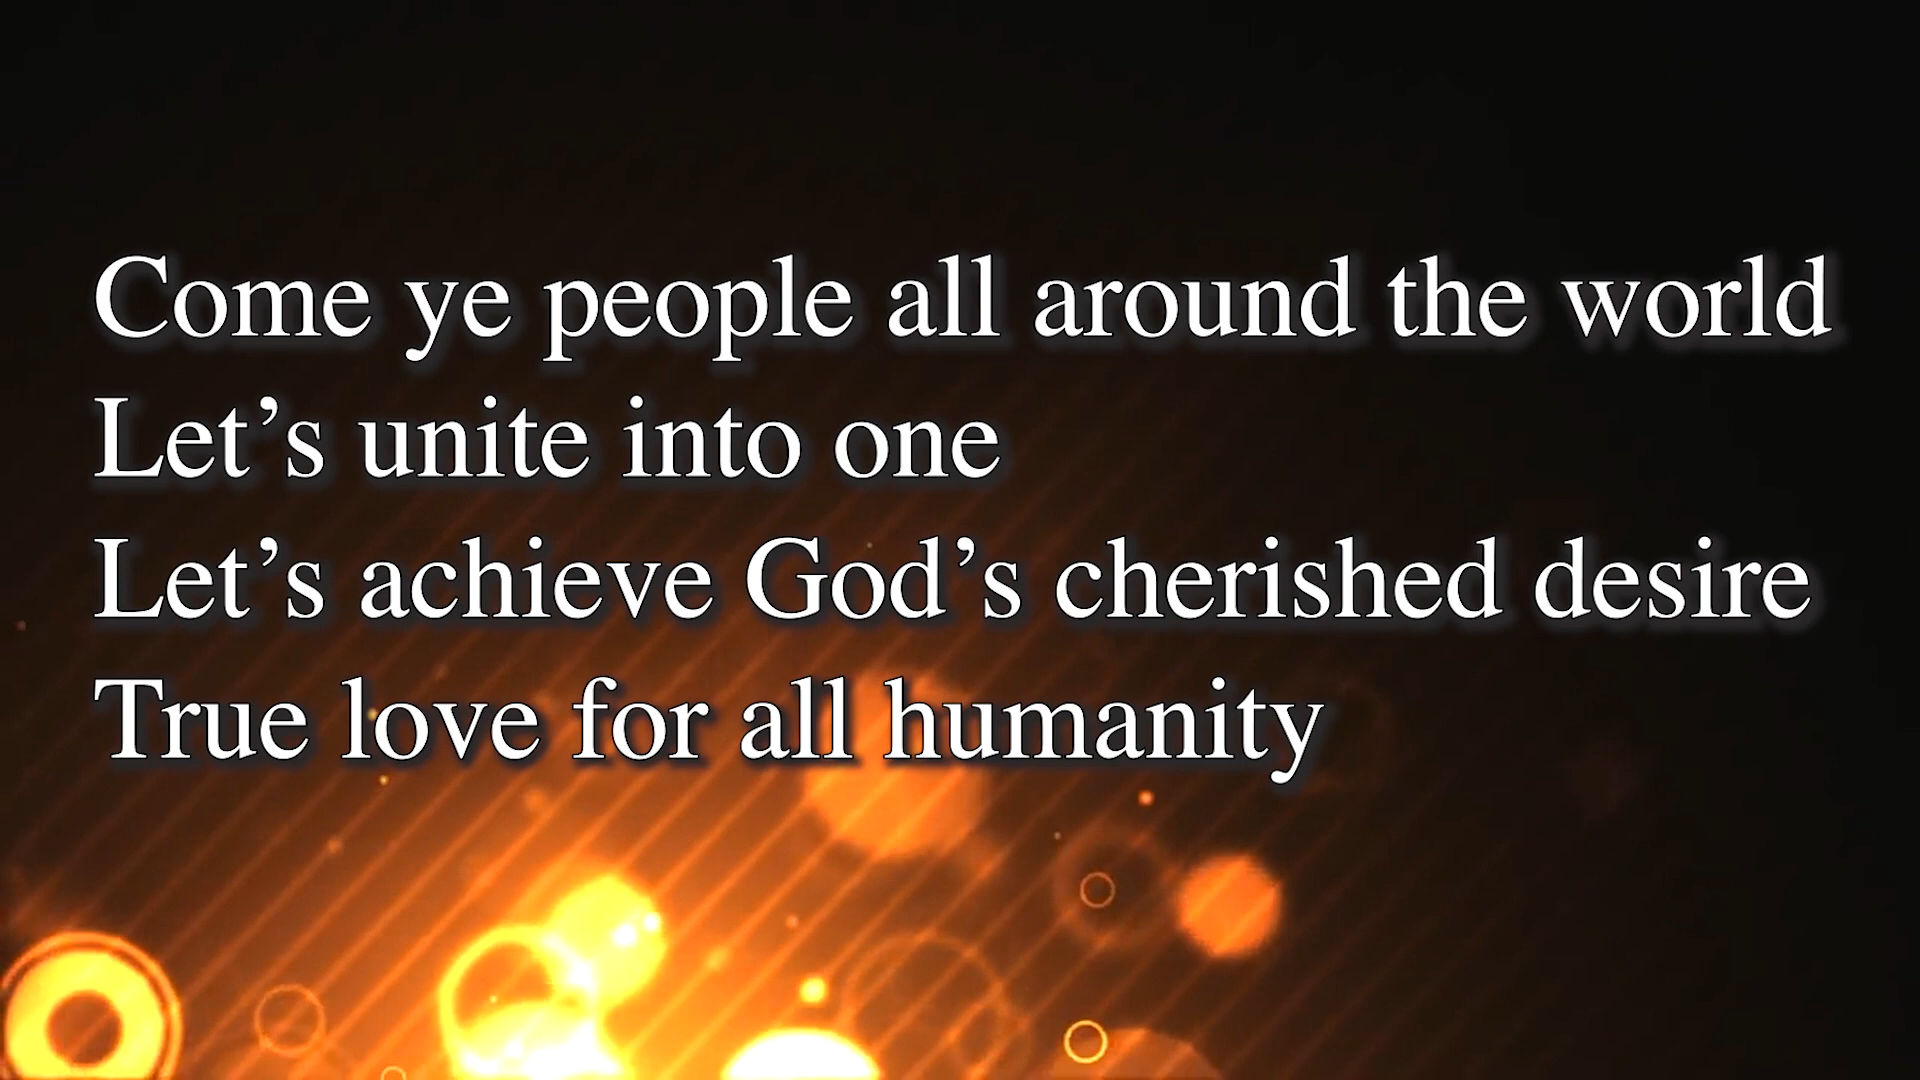 Come ye people all around the world
Let’s unite into one
Let’s achieve God’s cherished desire
True love for all humanity